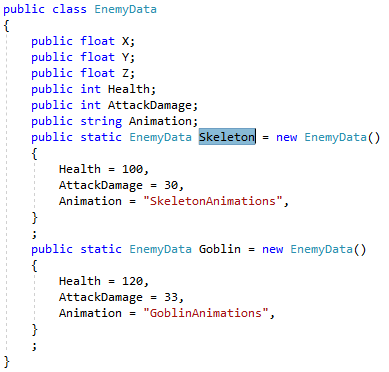 public class EnemyData
{
public float X;
public float Y;
public float Z;
public int Health;
public int AttackDamage;
public string Animation;
public static EnemyData Skeleton = new EnemyData()
{
Health = 100,
AttackDamage = 30,
Animation = "SkeletonAnimations",
}
;
public static EnemyData Goblin = new EnemyData()
{
Health = 120,
AttackDamage = 33,
Animation = "GoblinAnimations",
}
;
}